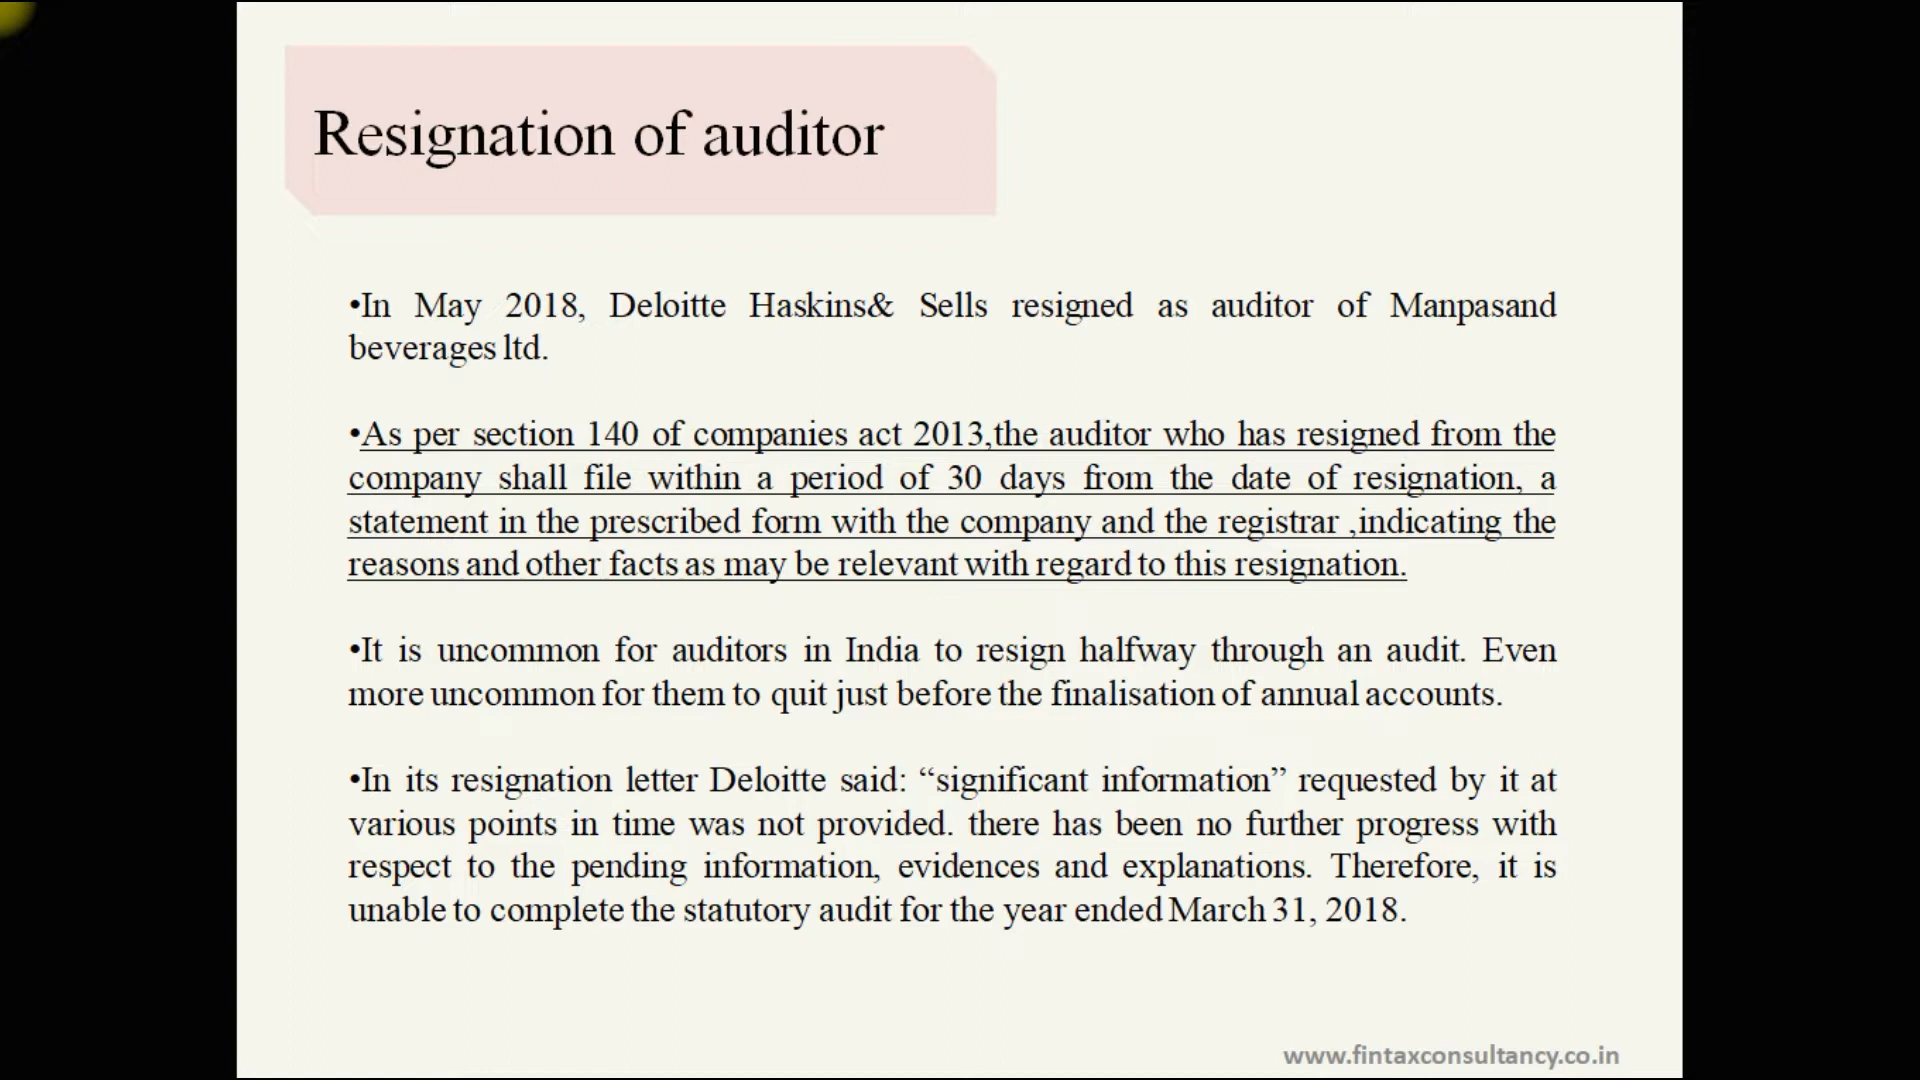 Resignation of auditor
•In May 2018, Deloitte Haskins& Sells resigned as auditor of Manpasand
beverages ltd.
•As per section 140 of companies act 2013,the auditor who has resigned from the
company shall file within a period of 30 days from the date of resignation, a
statement in the prescribed form with the company and the registrar ,indicating the
reasons and other facts as may be relevant with regard to this resignation.
•It is uncommon for auditors in India to resign halfway through an audit. Even
more uncommon for them to quit just before the finalisation of annual accounts.
•In its resignation letter Deloitte said: “significant information” requested by it at
various points in time was not provided. there has been no further progress with
respect to the pending information, evidences and explanations. Therefore, it is
unable to complete the statutory audit for the year ended March 31, 2018.
www.fintaxconsultancy.co.in